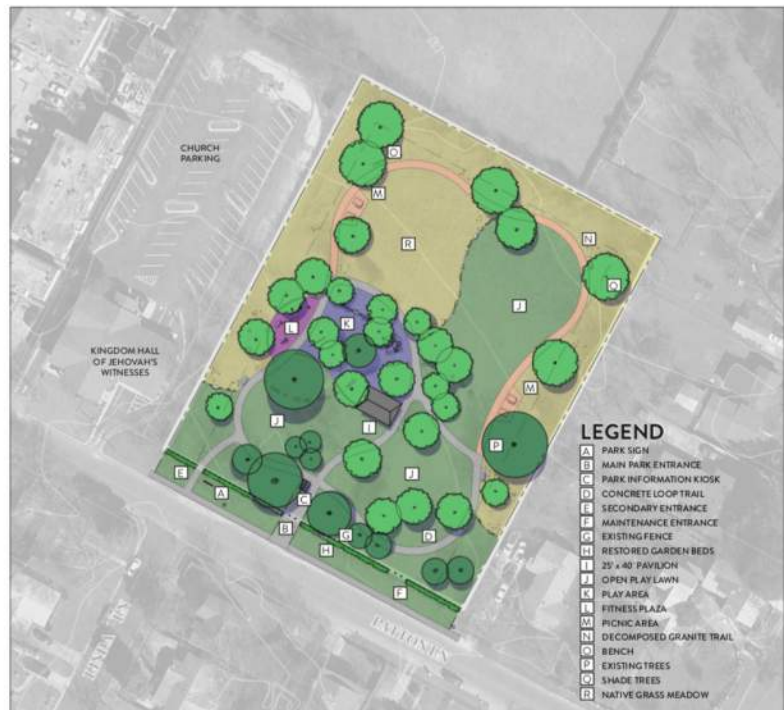 CHURCH
PARKING
O
M
R
N
J
Q
L
K
KINGDOM HALL
OF JEHOVAH'S
WITNESSES
M
J
I
P
J
E
A
C
B
G
D
H
F
LEGEND
A PARK SIGN
B MAIN PARK ENTRANCE
C PARK INFORMATION KIOSK
D CONCRETE LOOP TRAIL
E SECONDARY ENTRANCE
F MAINTENANCE ENTRANCE
G EXISTING FENCE
H RESTORED GARDEN BEDS
I 25' x 40' PAVILION
J OPEN PLAY LAWN
K PLAY AREA
L FITNESS PLAZA
M PICNIC AREA
N DECOMPOSED GRANITE TRAIL
O BENCH
P EXISTING TREES
Q SHADE TREES
R NATIVE GRASS MEADOW